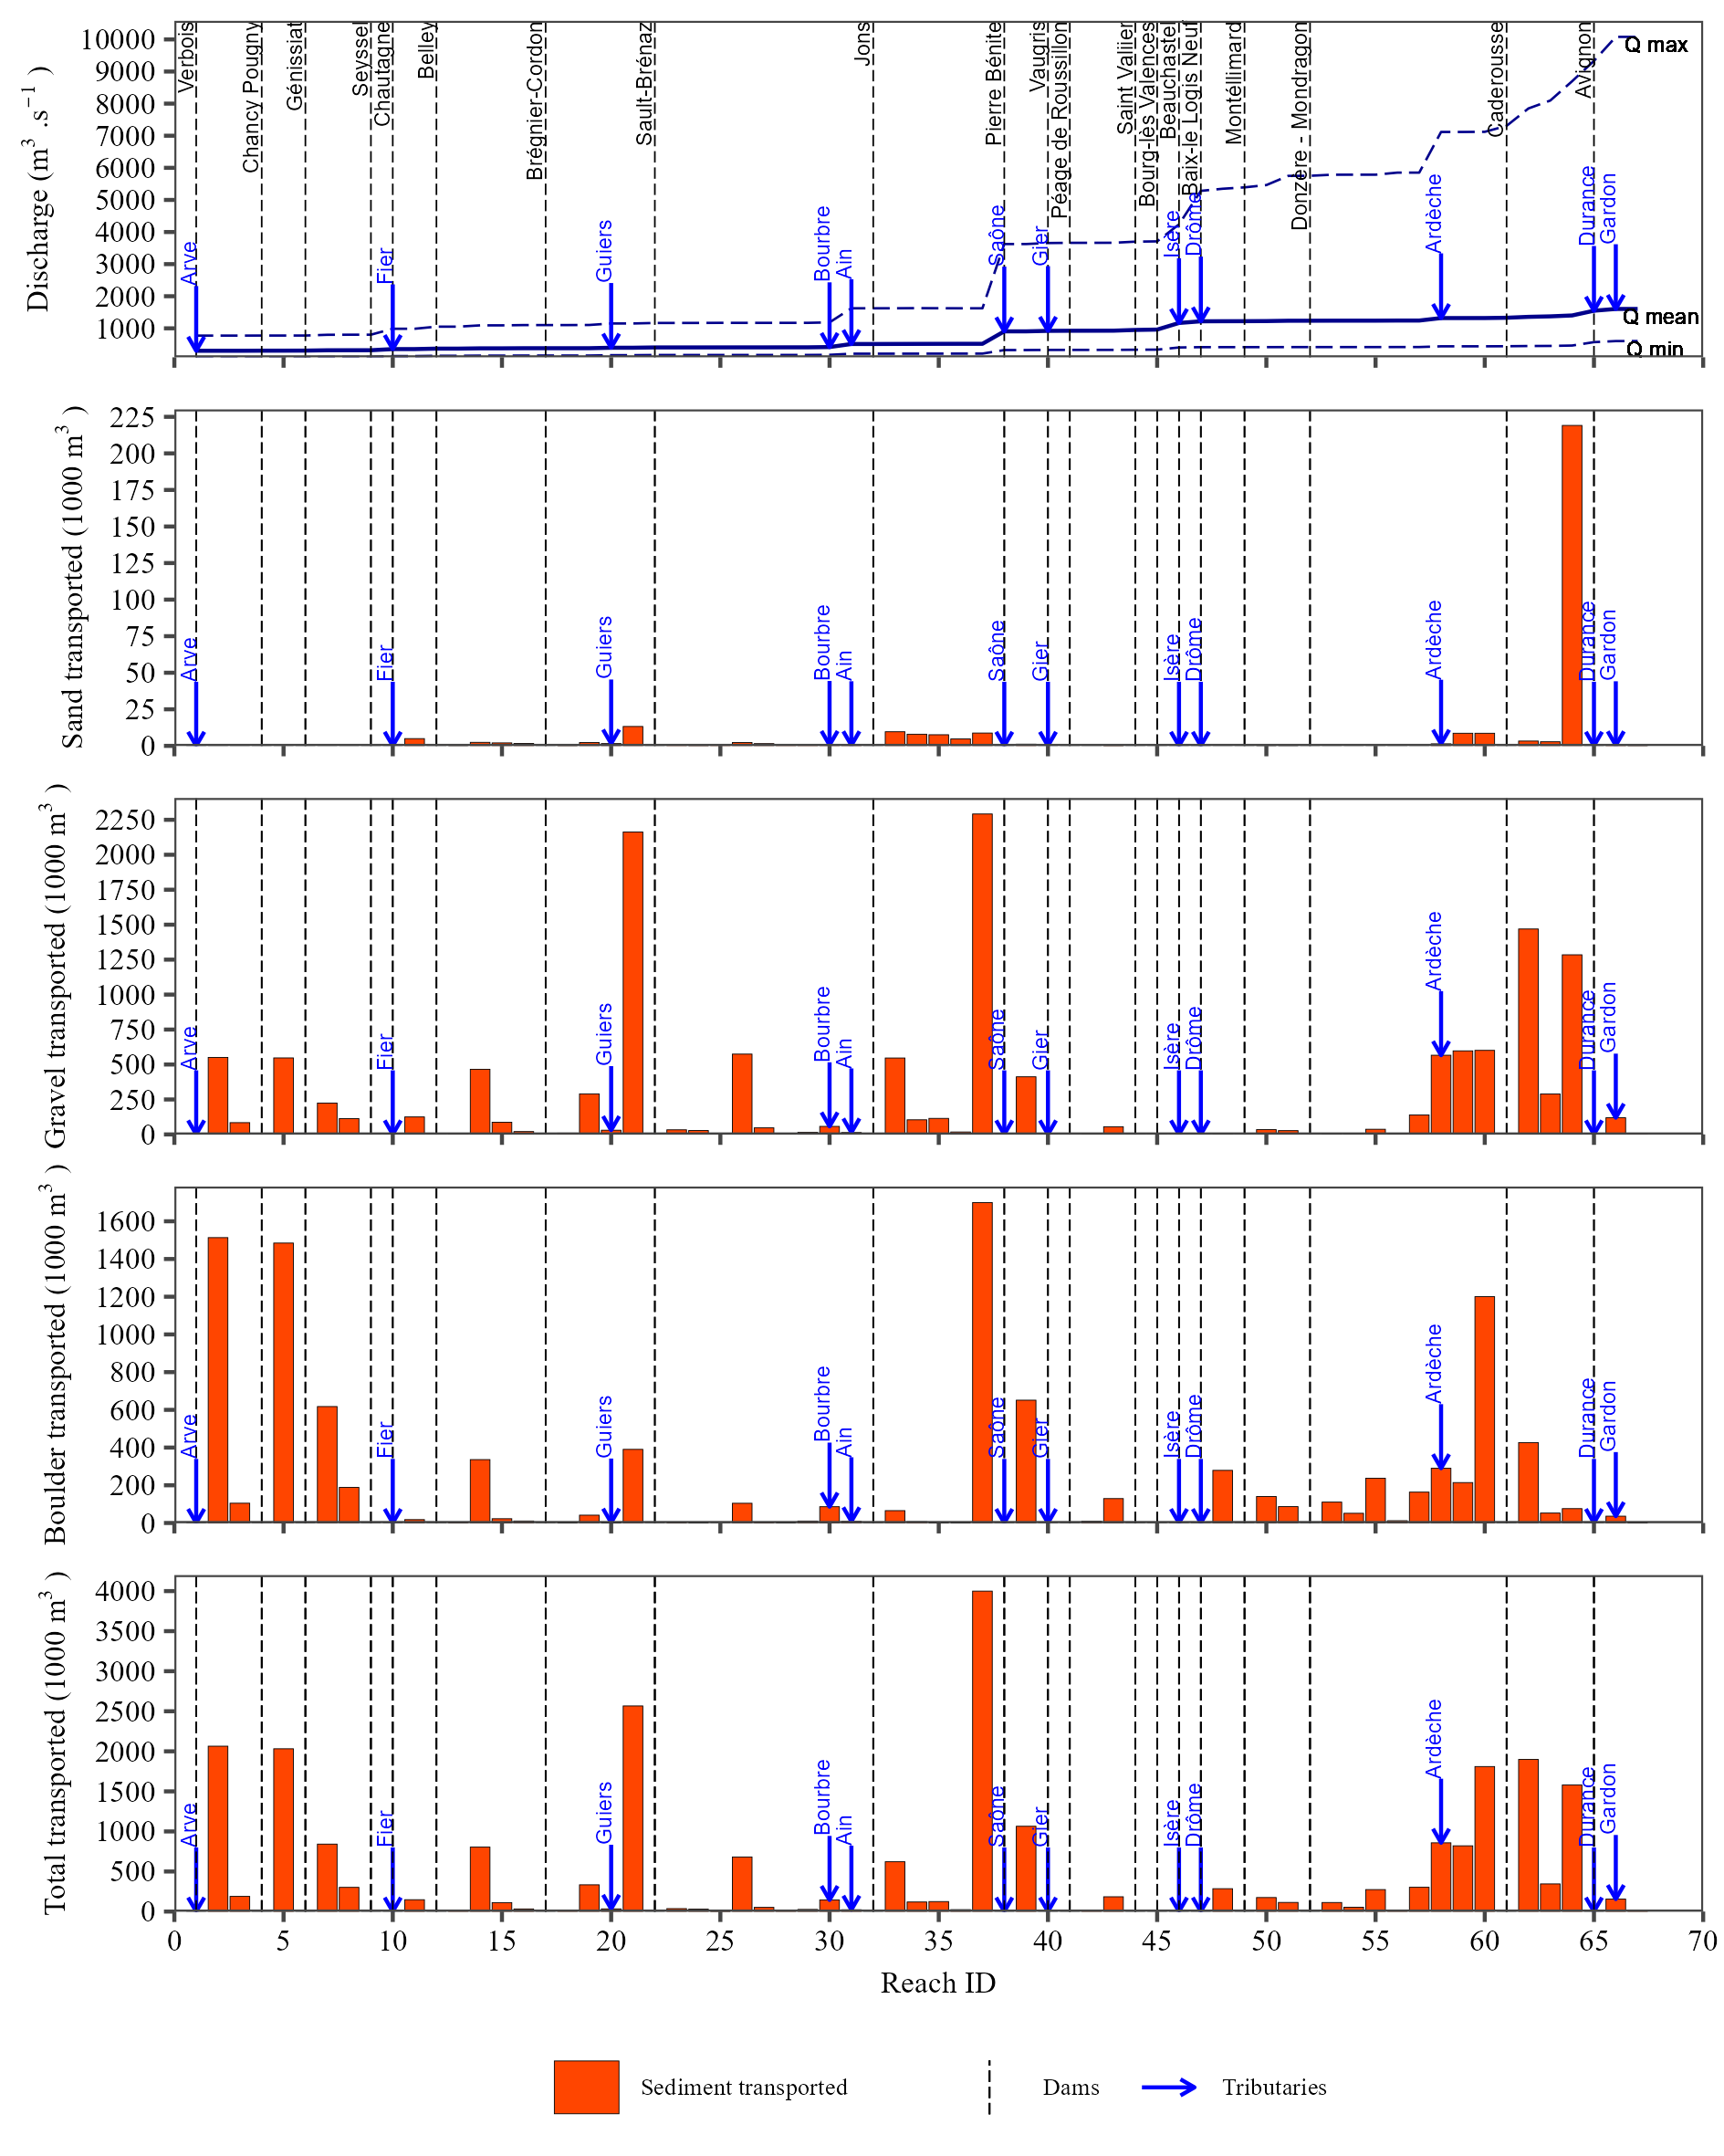 Discharge (m³ .s⁻¹ )
10000
9000
8000
7000
6000
5000
4000
3000
2000
1000
Verbois
Chancy Pougny
Génissiat
Seyssel
Chautagne
Belley
Brégnier-Cordon
Sault-Brénaz
Jons
Pierre Bénite
Vaugris
Péage de Roussillon
Saint Vallier
Bourg-lès Valences
Beauchastel
Baix-le Logis Neuf
Montéllimard
Donzere - Mondragon
Caderousse
Avignon
Arve
Fier
Guiers
Bourbre
Ain
Saône
Gier
Isère
Drôme
Ardèche
Durance
Gardon
Q max
Q mean
Q min
Sand transported (1000 m³ )
225
200
175
150
125
100
75
50
25
0
Arve
Fier
Guiers
Bourbre
Ain
Saône
Gier
Isère
Drôme
Ardèche
Durance
Gardon
Gravel transported (1000 m³ )
2250
2000
1750
1500
1250
1000
750
500
250
0
Arve
Fier
Guiers
Bourbre
Ain
Saône
Gier
Isère
Drôme
Ardèche
Durance
Gardon
Boulder transported (1000 m³ )
1600
1400
1200
1000
800
600
400
200
0
Arve
Fier
Guiers
Bourbre
Ain
Saône
Gier
Isère
Drôme
Ardèche
Durance
Gardon
Total transported (1000 m³ )
4000
3500
3000
2500
2000
1500
1000
500
0
Arve
Fier
Guiers
Bourbre
Ain
Saône
Gier
Isère
Drôme
Ardèche
Durance
Gardon
0 5 10 15 20 25 30 35 40 45 50 55 60 65 70
Reach ID
Sediment transported Dams Tributaries